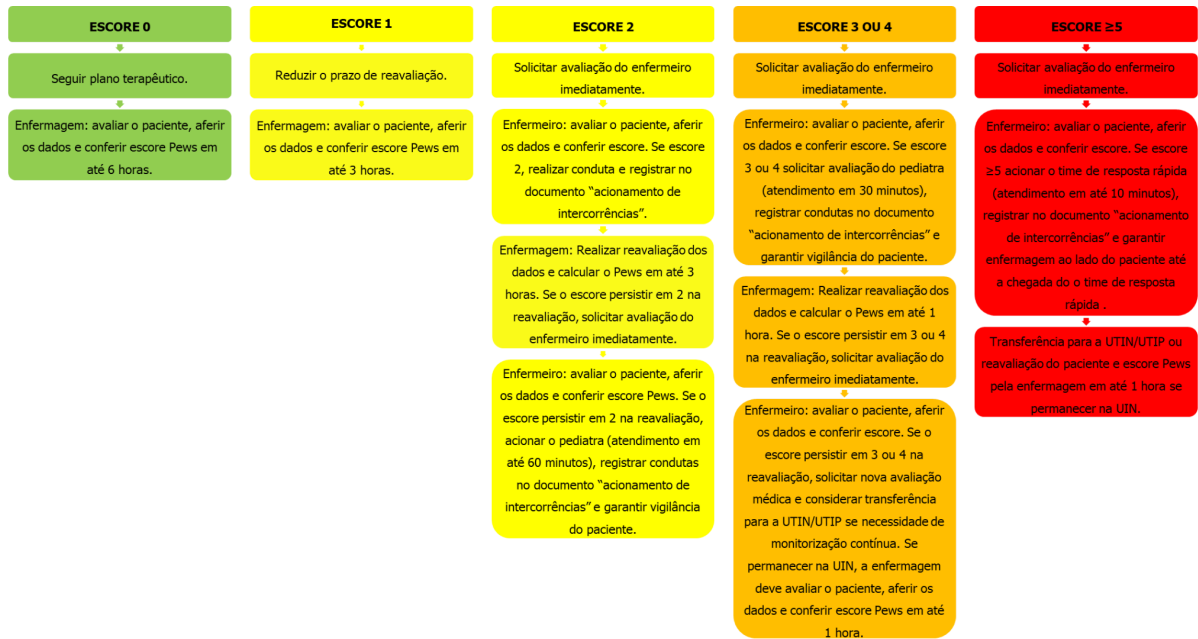 ESCORE 0
Seguir plano terapêutico.
Enfermagem: avaliar o paciente, aferir
os dados e conferir escore Pews em
até 6 horas.
ESCORE 1
Reduzir o prazo de reavaliação.
Enfermagem: avaliar o paciente, aferir
os dados e conferir escore Pews em
até 3 horas.
ESCORE 2
Solicitar avaliação do enfermeiro
imediatamente.
Enfermeiro: avaliar o paciente, aferir
os dados e conferir escore. Se escore
2, realizar conduta e registrar no
documento “acionamento de
intercorrências”.
Enfermagem: Realizar reavaliação dos
dados e calcular o Pews em até 3
horas. Se o escore persistir em 2 na
reavaliação, solicitar avaliação do
enfermeiro imediatamente.
Enfermeiro: avaliar o paciente, aferir
os dados e conferir escore Pews. Se o
escore persistir em 2 na reavaliação,
acionar o pediatra (atendimento em
até 60 minutos), registrar condutas
no documento “acionamento de
intercorrências” e garantir vigilância
do paciente.
ESCORE 3 OU 4
Solicitar avaliação do enfermeiro
imediatamente.
Enfermeiro: avaliar o paciente, aferir
os dados e conferir escore. Se escore
3 ou 4 solicitar avaliação do pediatra
(atendimento em 30 minutos),
registrar condutas no documento
“acionamento de intercorrências” e
garantir vigilância do paciente.
Enfermagem: Realizar reavaliação dos
dados e calcular o Pews em até 1
hora. Se o escore persistir em 3 ou 4
na reavaliação, solicitar avaliação do
enfermeiro imediatamente.
Enfermeiro: avaliar o paciente, aferir
os dados e conferir escore. Se o
escore persistir em 3 ou 4 na
reavaliação, solicitar nova avaliação
médica e considerar transferência
para a UTIN/UTIP se necessidade de
monitorização contínua. Se
permanecer na UIN, a enfermagem
deve avaliar o paciente, aferir os
dados e conferir escore Pews em até
1 hora.
ESCORE ≥5
Solicitar avaliação do enfermeiro
imediatamente.
Enfermeiro: avaliar o paciente, aferir
os dados e conferir escore. Se escore
≥5 acionar o time de resposta rápida
(atendimento em até 10 minutos),
registrar no documento “acionamento
de intercorrências” e garantir
enfermagem ao lado do paciente até
a chegada do o time de resposta
rápida .
Transferência para a UTIN/UTIP ou
reavaliação do paciente e escore Pews
pela enfermagem em até 1 hora se
permanecer na UIN.